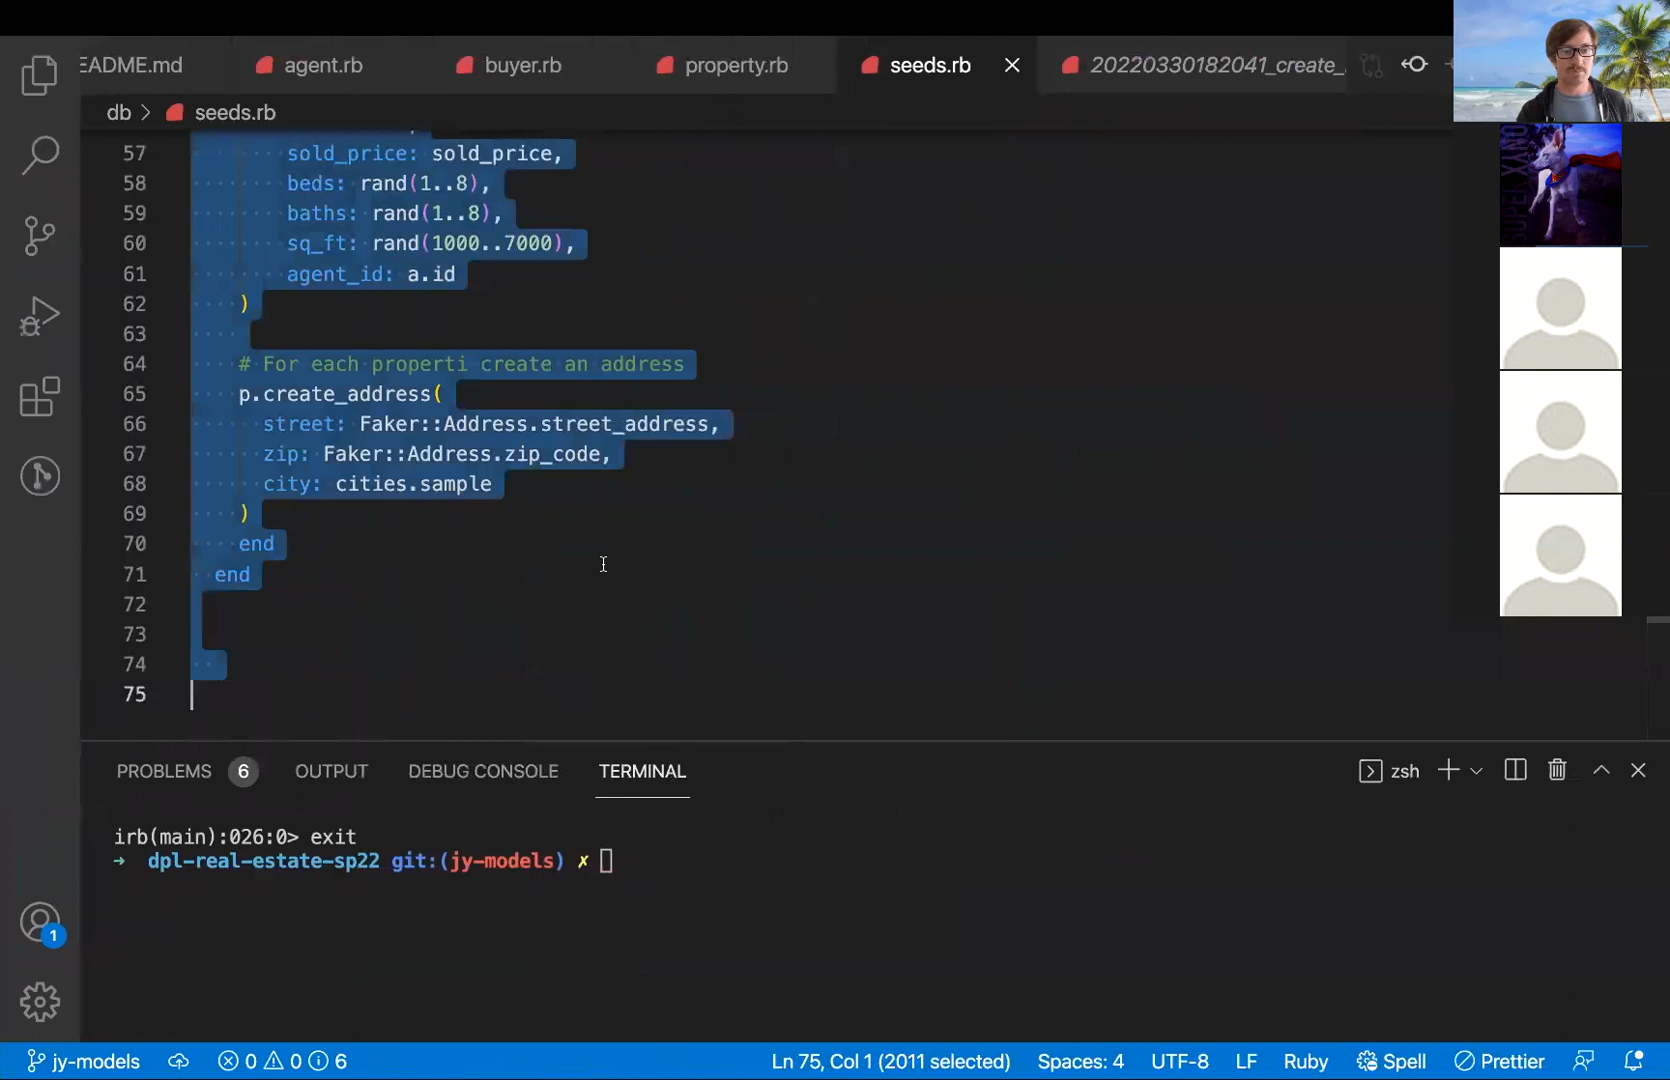 EADME.md
agent.rb
buyer.rb
property.rb
seeds.rb
20220330182041_create_
db > seeds.rb
57 sold_price: sold_price,
58 beds: rand(1..8),
59 baths: rand(1..8),
60 sq_ft: rand(1000..7000),
61 agent_id: a.id
62 )
63
64 # For each properti create an address
65 p.create_address(
66 street: Faker::Address.street_address,
67 zip: Faker::Address.zip_code,
68 city: cities.sample
69 )
70 end
71 end
72
73
74
75
PROBLEMS 6 OUTPUT DEBUG CONSOLE TERMINAL
zsh
irb(main):026:0> exit
→ dpl-real-estate-sp22 git:(jy-models) ✗
1
jy-models 0 0 6 Ln 75, Col 1 (2011 selected) Spaces: 4 UTF-8 LF Ruby Spell Prettier